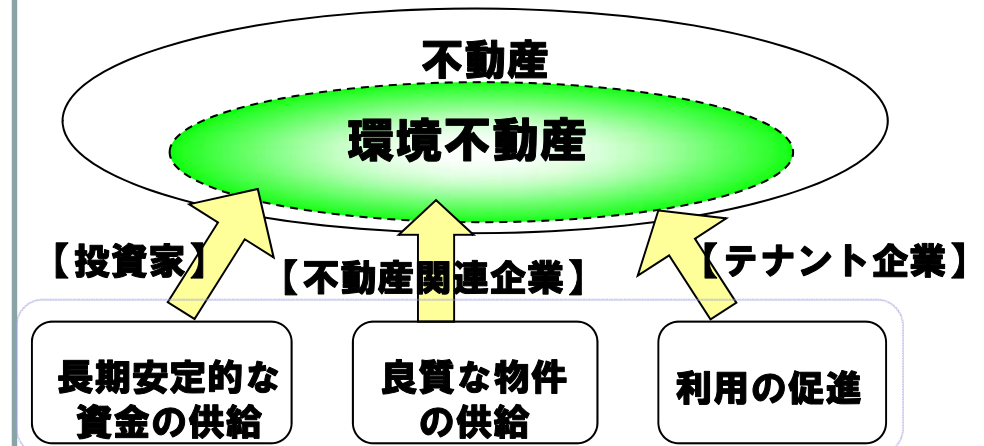 不動産
環境不動産
【投資家】
【不動産関連企業】
【テナント企業】
長期安定的な
資金の供給
良質な物件
の供給
利用の促進